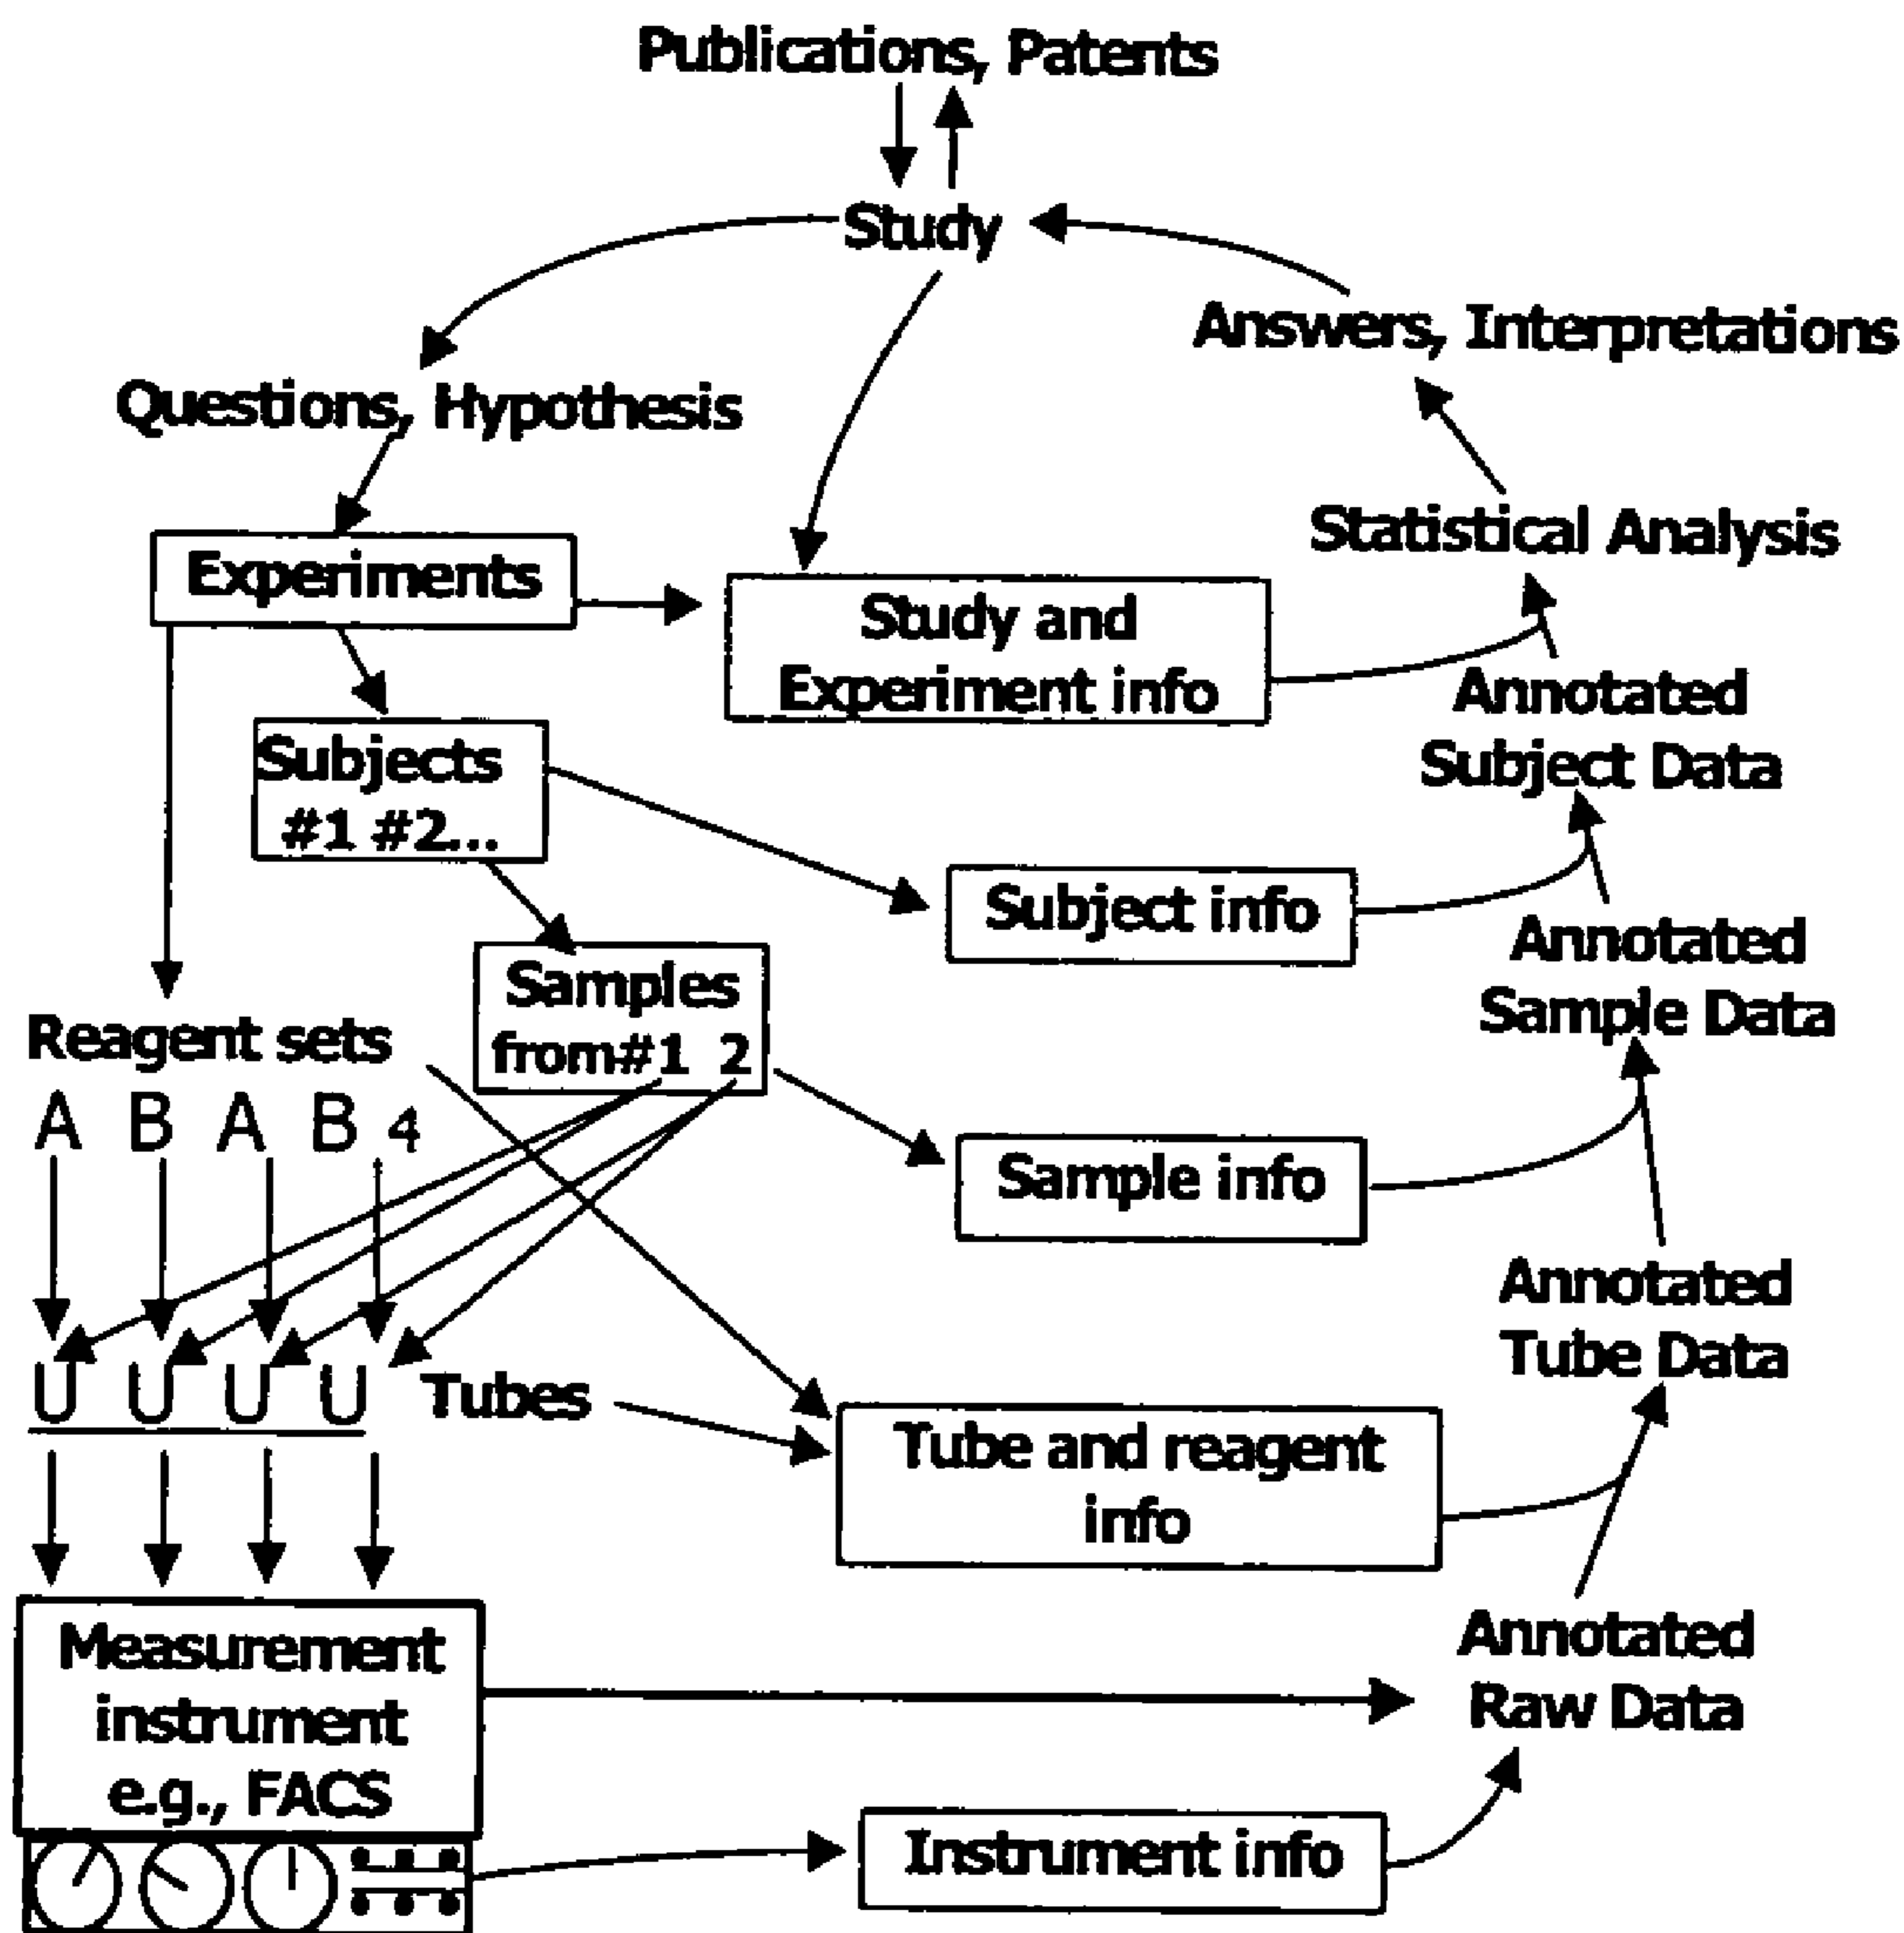 Publications, Patents
Study
Answers, Interpretations
Questions, Hypothesis
Statistical Analysis
Experiments
Study and
Experiment info
Annotated
Subject Data
Subjects
#1 #2...
Subject info
Annotated
Sample Data
Samples
from#1 2
Reagent sets
A B A B 4
Sample info
Annotated
Tube Data
U U U U Tubes
Tube and reagent
info
Annotated
Raw Data
Measurement
instrument
e.g., FACS
Instrument info